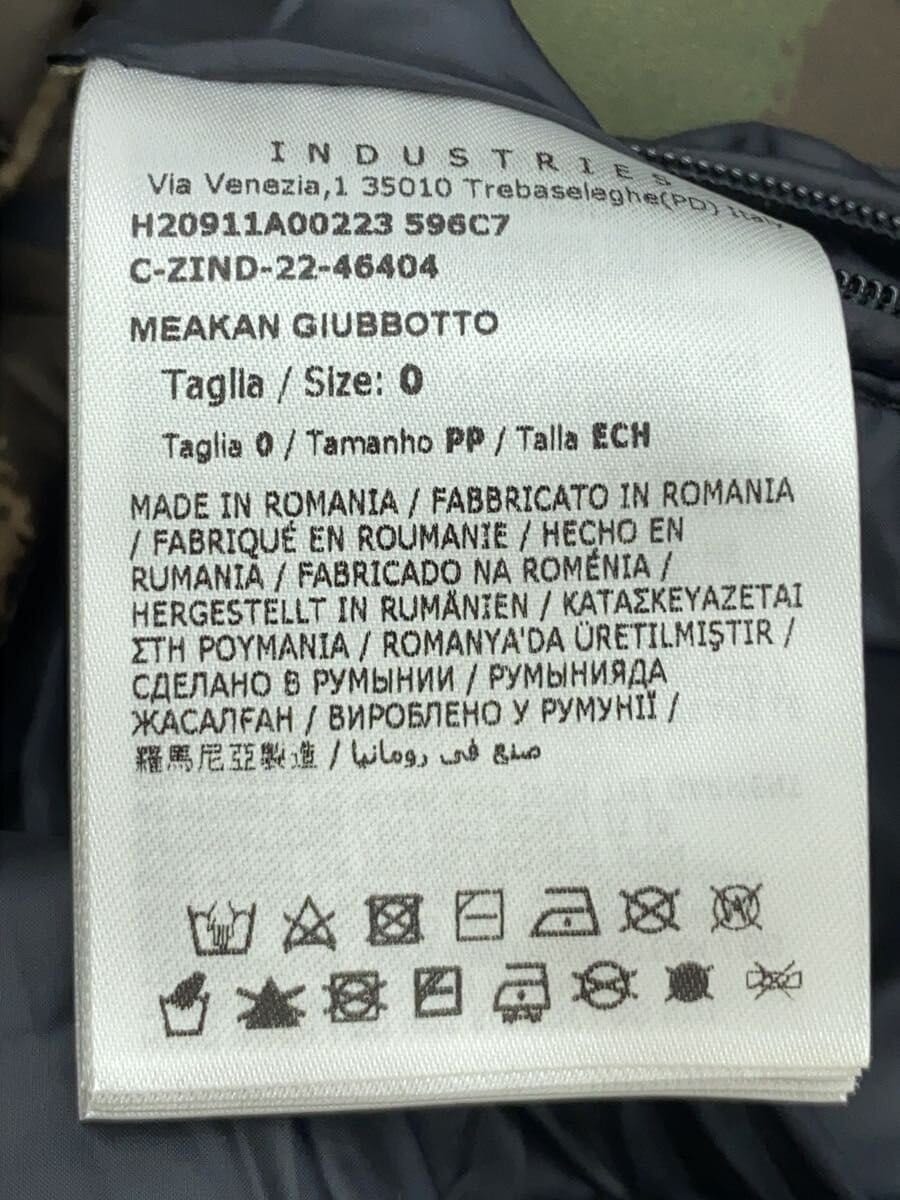 INDUSTRIES
Via Venezia,1 35010 Trebaseleghe(PD) Italy
H20911A00223 596C7
C-ZIND-22-46404
MEAKAN GIUBBOTTO
Taglia / Size: 0
Taglia 0 / Tamanho PP / Talla ECH
MADE IN ROMANIA / FABBRICATO IN ROMANIA
/ FABRIQUÉ EN ROUMANIE / HECHO EN
RUMANIA / FABRICADO NA ROMÉNIA /
HERGESTELLT IN RUMÄNIEN / ΚΑΤΑΣΚΕΥΑΖΕΤΑΙ
ΣΤΗ ΡΟΥΜΑΝΙΑ / ROMANYA'DA ÜRETILMIŞTIR /
СДЕЛАНО В РУМЫНИИ / РУМЫНИЯДА
ЖАСАЛҒАН / ВИРОБЛЕНО У РУМУНІЇ /
羅馬尼亞製造 / صنع في رومانيا